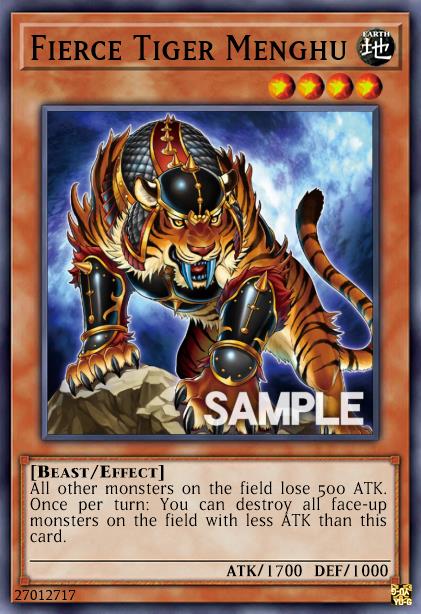 Fierce Tiger Menghu
EARTH
地
SAMPLE
[Beast/Effect]
All other monsters on the field lose 500 ATK.
Once per turn: You can destroy all face-up
monsters on the field with less ATK than this
card.
ATK/1700 DEF/1000
27012717